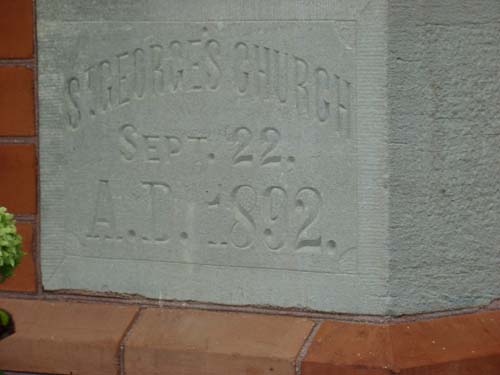 ST. GEORGE'S CHURCH
SEPT. 22.
A.D. 1892.